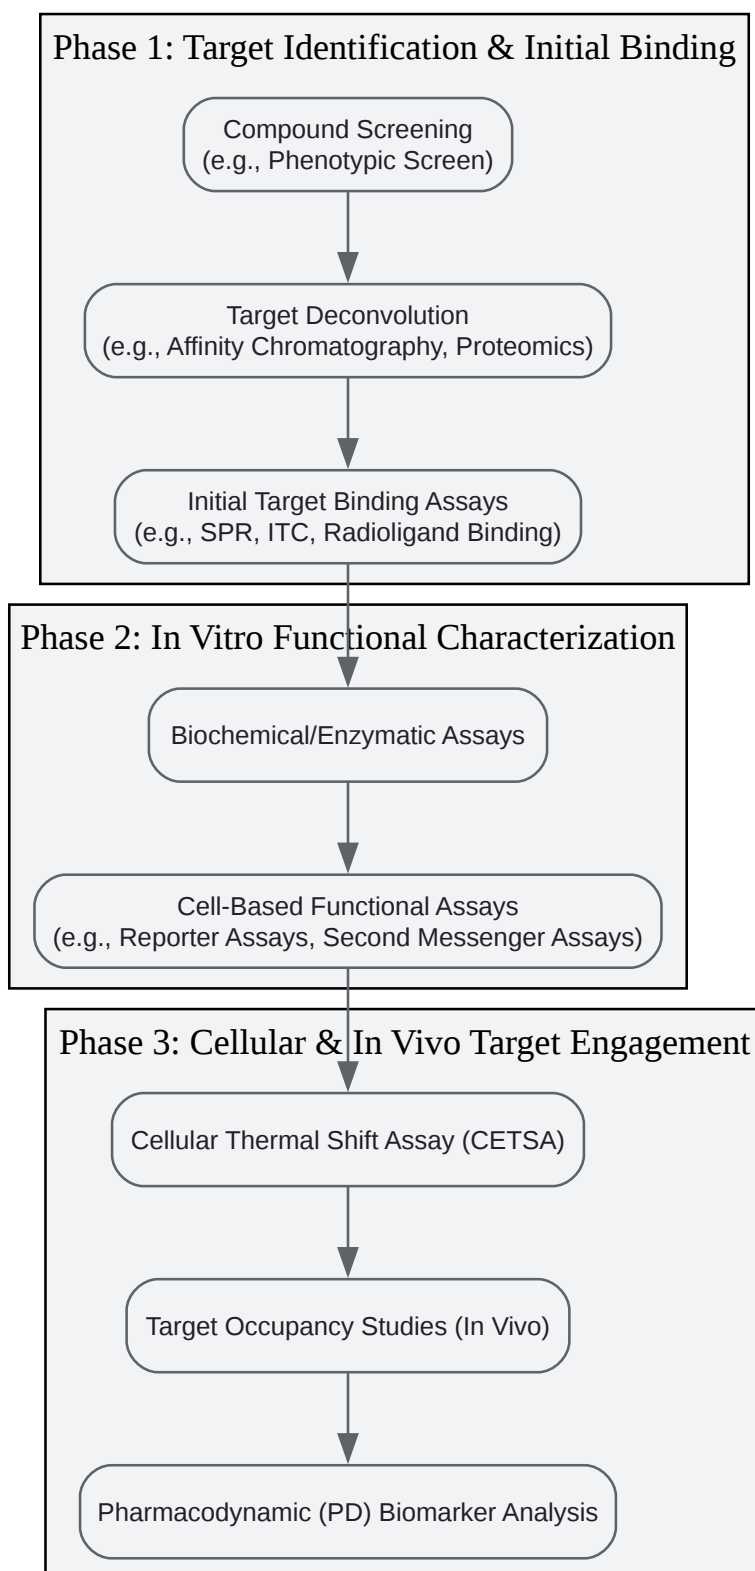 Phase 1: Target Identification & Initial Binding
Compound Screening
(e.g., Phenotypic Screen)
Target Deconvolution
(e.g., Affinity Chromatography, Proteomics)
Initial Target Binding Assays
(e.g., SPR, ITC, Radioligand Binding)
Phase 2: In Vitro Functional Characterization
Biochemical/Enzymatic Assays
Cell-Based Functional Assays
(e.g., Reporter Assays, Second Messenger Assays)
Phase 3: Cellular & In Vivo Target Engagement
Cellular Thermal Shift Assay (CETSA)
Target Occupancy Studies (In Vivo)
Pharmacodynamic (PD) Biomarker Analysis